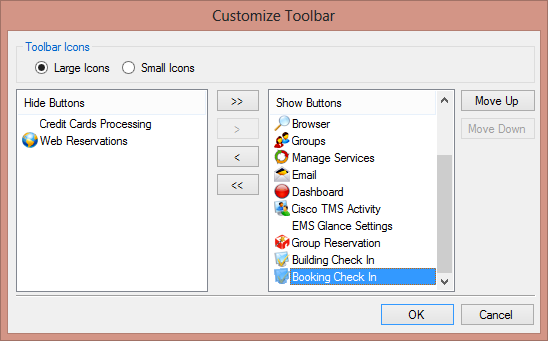 Customize Toolbar
Toolbar Icons
Large Icons Small Icons
Hide Buttons
Credit Cards Processing
Web Reservations
>>
>
<
<<
Show Buttons
Browser
Groups
Manage Services
Email
Dashboard
Cisco TMS Activity
EMS Glance Settings
Group Reservation
Building Check In
Booking Check In
Move Up
Move Down
OK Cancel